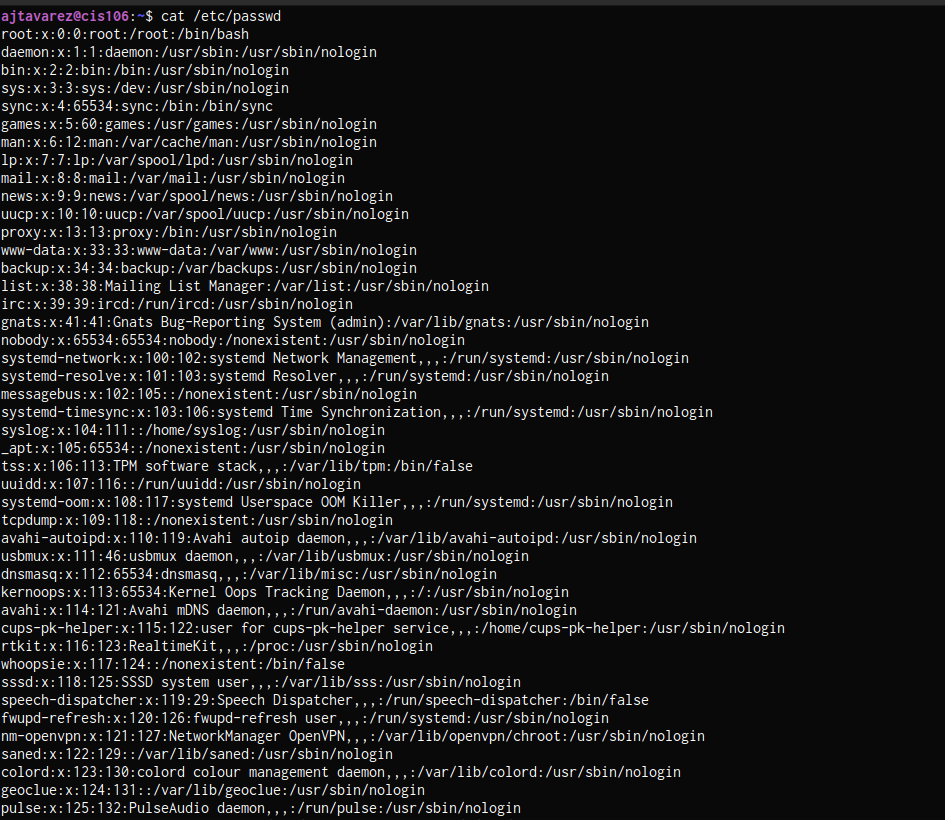 ajtavarez@cis106:~$ cat /etc/passwd
root:x:0:0:root:/root:/bin/bash
daemon:x:1:1:daemon:/usr/sbin:/usr/sbin/nologin
bin:x:2:2:bin:/bin:/usr/sbin/nologin
sys:x:3:3:sys:/dev:/usr/sbin/nologin
sync:x:4:65534:sync:/bin:/bin/sync
games:x:5:60:games:/usr/games:/usr/sbin/nologin
man:x:6:12:man:/var/cache/man:/usr/sbin/nologin
lp:x:7:7:lp:/var/spool/lpd:/usr/sbin/nologin
mail:x:8:8:mail:/var/mail:/usr/sbin/nologin
news:x:9:9:news:/var/spool/news:/usr/sbin/nologin
uucp:x:10:10:uucp:/var/spool/uucp:/usr/sbin/nologin
proxy:x:13:13:proxy:/bin:/usr/sbin/nologin
www-data:x:33:33:www-data:/var/www:/usr/sbin/nologin
backup:x:34:34:backup:/var/backups:/usr/sbin/nologin
list:x:38:38:Mailing List Manager:/var/list:/usr/sbin/nologin
irc:x:39:39:ircd:/run/ircd:/usr/sbin/nologin
gnats:x:41:41:Gnats Bug-Reporting System (admin):/var/lib/gnats:/usr/sbin/nologin
nobody:x:65534:65534:nobody:/nonexistent:/usr/sbin/nologin
systemd-network:x:100:102:systemd Network Management,,,:/run/systemd:/usr/sbin/nologin
systemd-resolve:x:101:103:systemd Resolver,,,:/run/systemd:/usr/sbin/nologin
messagebus:x:102:105::/nonexistent:/usr/sbin/nologin
systemd-timesync:x:103:106:systemd Time Synchronization,,,:/run/systemd:/usr/sbin/nologin
syslog:x:104:111::/home/syslog:/usr/sbin/nologin
_apt:x:105:65534::/nonexistent:/usr/sbin/nologin
tss:x:106:113:TPM software stack,,,:/var/lib/tpm:/bin/false
uuidd:x:107:116::/run/uuidd:/usr/sbin/nologin
systemd-oom:x:108:117:systemd Userspace OOM Killer,,,:/run/systemd:/usr/sbin/nologin
tcpdump:x:109:118::/nonexistent:/usr/sbin/nologin
avahi-autoipd:x:110:119:Avahi autoip daemon,,,:/var/lib/avahi-autoipd:/usr/sbin/nologin
usbmux:x:111:46:usbmux daemon,,,:/var/lib/usbmux:/usr/sbin/nologin
dnsmasq:x:112:65534:dnsmasq,,,:/var/lib/misc:/usr/sbin/nologin
kernoops:x:113:65534:Kernel Oops Tracking Daemon,,,:/:/usr/sbin/nologin
avahi:x:114:121:Avahi mDNS daemon,,,:/run/avahi-daemon:/usr/sbin/nologin
cups-pk-helper:x:115:122:user for cups-pk-helper service,,,:/home/cups-pk-helper:/usr/sbin/nologin
rtkit:x:116:123:RealtimeKit,,,:/proc:/usr/sbin/nologin
whoopsie:x:117:124::/nonexistent:/bin/false
sssd:x:118:125:SSSD system user,,,:/var/lib/sss:/usr/sbin/nologin
speech-dispatcher:x:119:29:Speech Dispatcher,,,:/run/speech-dispatcher:/bin/false
fwupd-refresh:x:120:126:fwupd-refresh user,,,:/run/systemd:/usr/sbin/nologin
nm-openvpn:x:121:127:NetworkManager OpenVPN,,,:/var/lib/openvpn/chroot:/usr/sbin/nologin
saned:x:122:129::/var/lib/saned:/usr/sbin/nologin
colord:x:123:130:colord colour management daemon,,,:/var/lib/colord:/usr/sbin/nologin
geoclue:x:124:131::/var/lib/geoclue:/usr/sbin/nologin
pulse:x:125:132:PulseAudio daemon,,,:/run/pulse:/usr/sbin/nologin